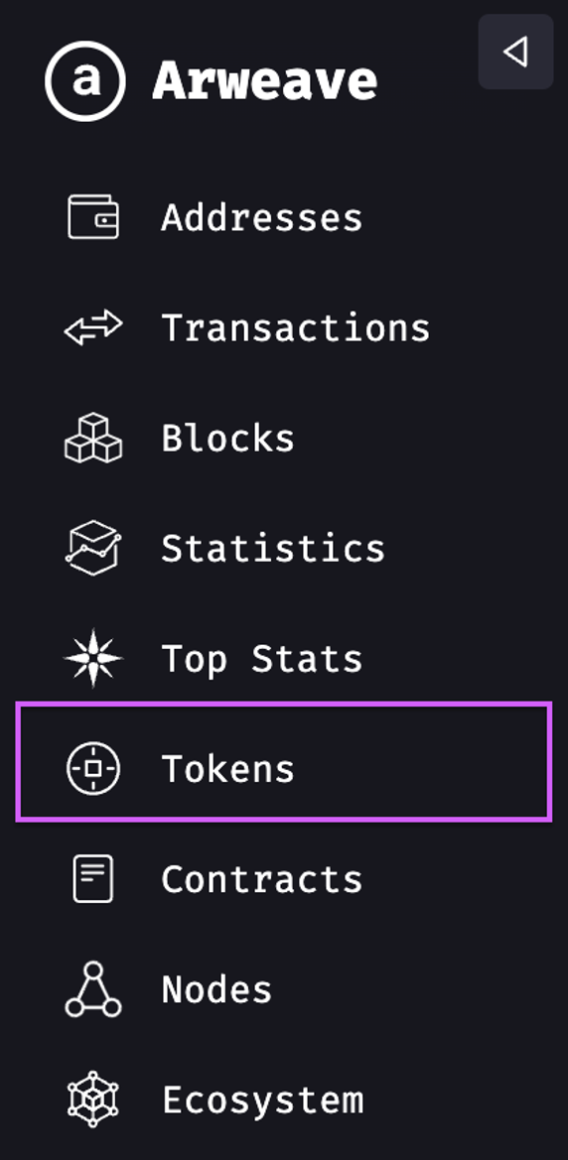 a Arweave
Addresses
Transactions
Blocks
Statistics
Top Stats
Tokens
Contracts
Nodes
Ecosystem